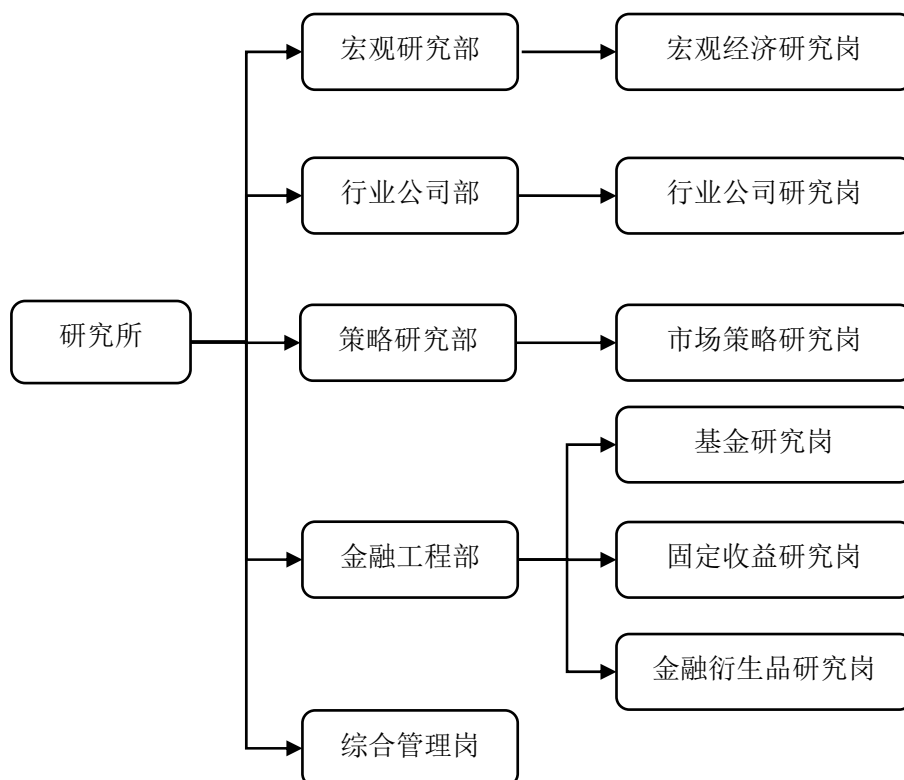 宏观研究部
宏观经济研究岗
行业公司部
行业公司研究岗
研究所
策略研究部
市场策略研究岗
基金研究岗
金融工程部
固定收益研究岗
金融衍生品研究岗
综合管理岗